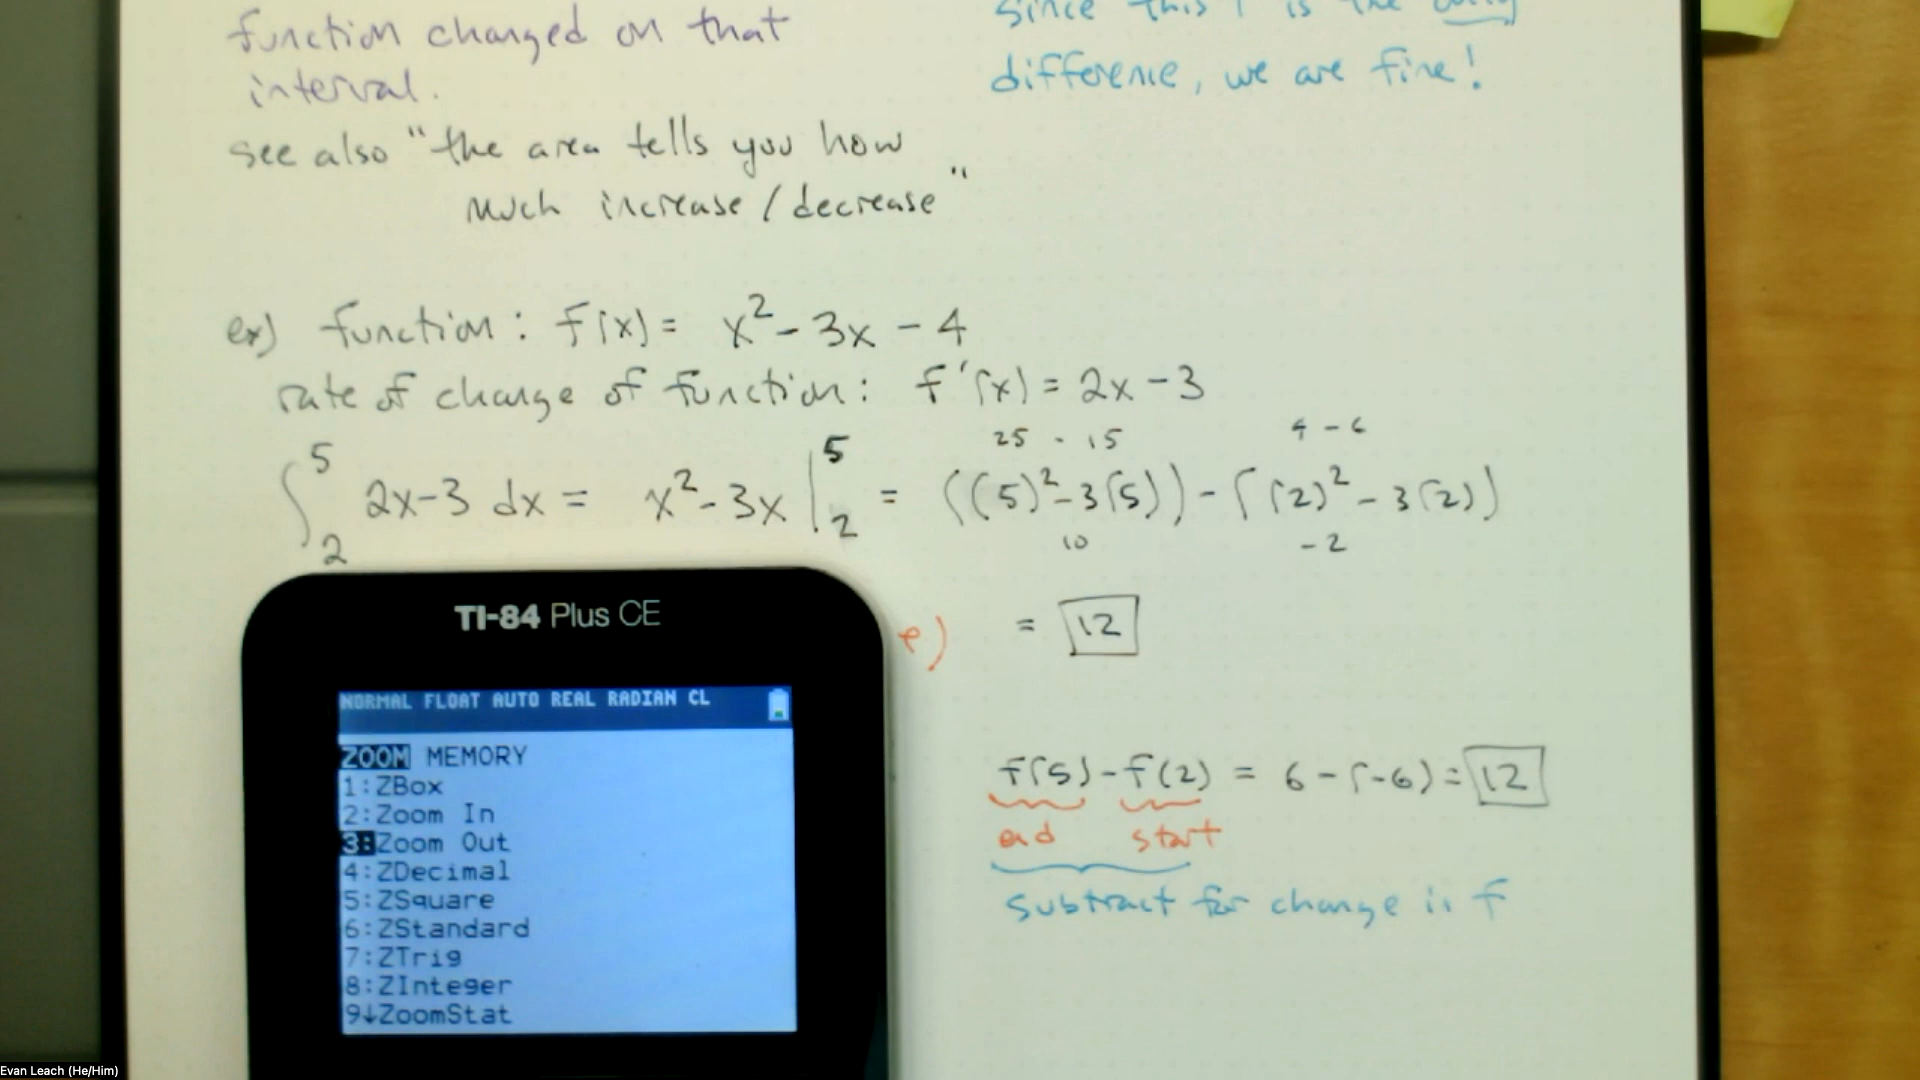 function changed on that
interval.
see also "the area tells you how
much increase / decrease"
since this is the only
difference, we are fine!
ex) function: f(x) = x² - 3x - 4
rate of change of function: f'(x) = 2x - 3
25 - 15 4 - 6
∫₂⁵ 2x-3 dx = x² - 3x |₂⁵ = ((5)² - 3(5)) - ((2)² - 3(2))
10 -2
= 12
e)
f(5) - f(2) = 6 - (-6) = 12
end start
subtract for change in f
TI-84 Plus CE
NORMAL FLOAT AUTO REAL RADIAN CL
ZOOM MEMORY
1:ZBox
2:Zoom In
3:Zoom Out
4:ZDecimal
5:ZSquare
6:ZStandard
7:ZTrig
8:ZInteger
9↓ZoomStat
Evan Leach (He/Him)